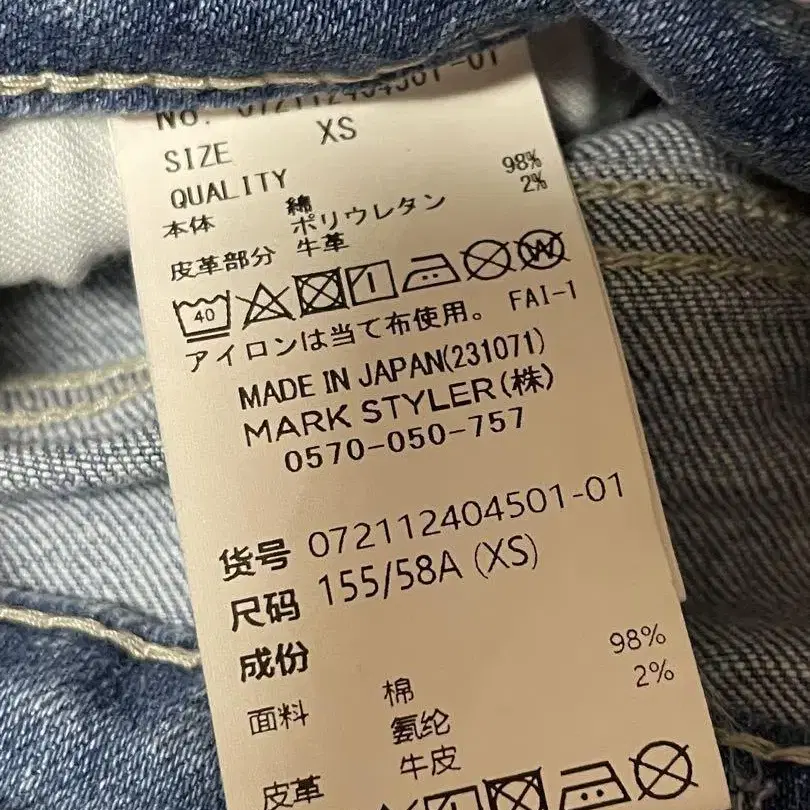 NO. 072112404501-01
SIZE XS
QUALITY
本体 綿 98%
ポリウレタン 2%
皮革部分 牛革
40
アイロンは当て布使用。 FAI-1
MADE IN JAPAN(231071)
MARK STYLER(株)
0570-050-757
货号 072112404501-01
尺码 155/58A (XS)
成份
面料 棉 98%
氨纶 2%
皮革 牛皮